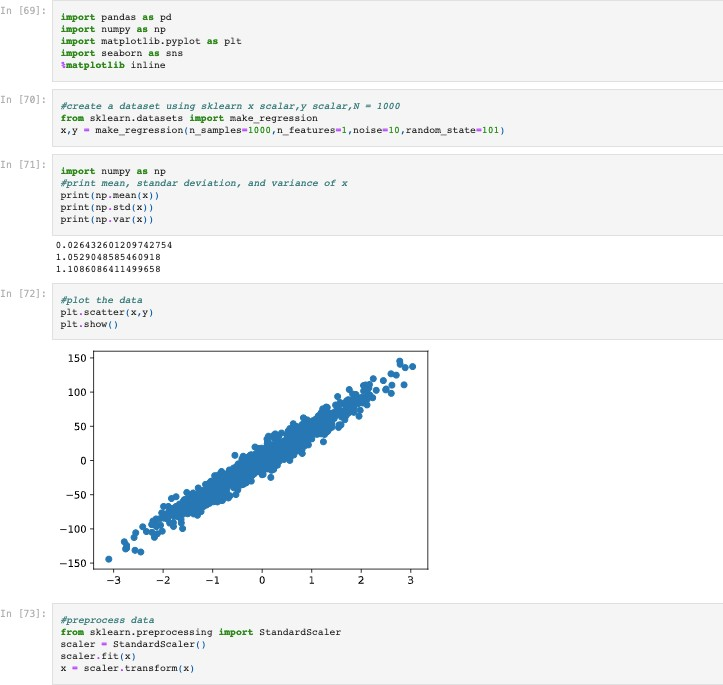 In [69]:
import pandas as pd
import numpy as np
import matplotlib.pyplot as plt
import seaborn as sns
%matplotlib inline
In [70]:
#create a dataset using sklearn x scalar,y scalar,N = 1000
from sklearn.datasets import make_regression
x,y = make_regression(n_samples=1000,n_features=1,noise=10,random_state=101)
In [71]:
import numpy as np
#print mean, standar deviation, and variance of x
print(np.mean(x))
print(np.std(x))
print(np.var(x))
0.026432601209742754
1.0529048585460918
1.1086086411499658
In [72]:
#plot the data
plt.scatter(x,y)
plt.show()
150
100
50
0
−50
−100
−150
−3 −2 −1 0 1 2 3
In [73]:
#preprocess data
from sklearn.preprocessing import StandardScaler
scaler = StandardScaler()
scaler.fit(x)
x = scaler.transform(x)